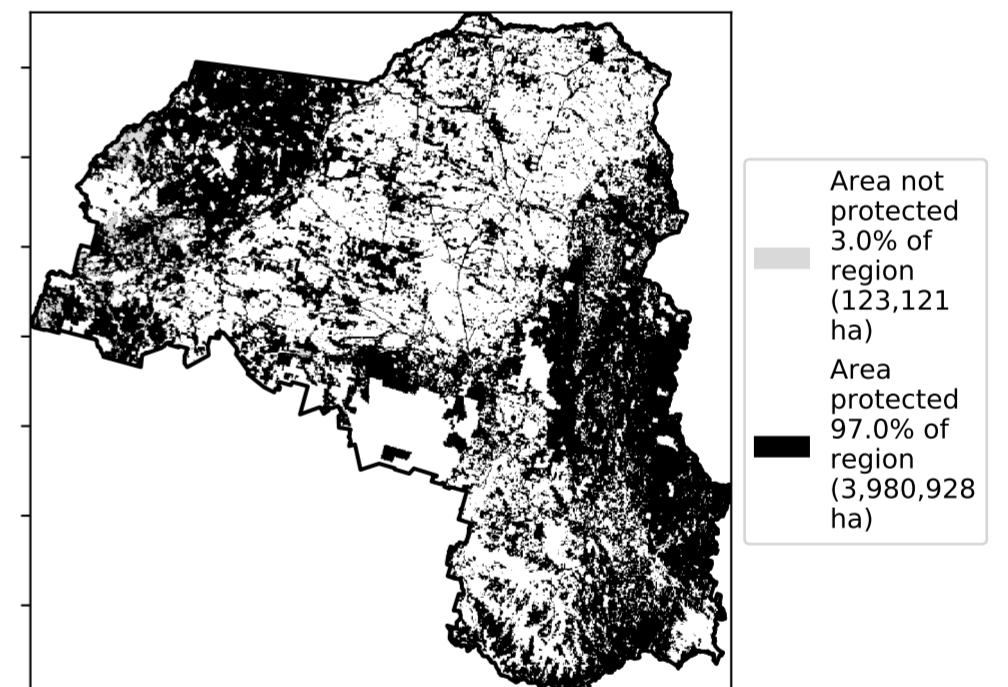 Area not
protected
3.0% of
region
(123,121
ha)
Area
protected
97.0% of
region
(3,980,928
ha)